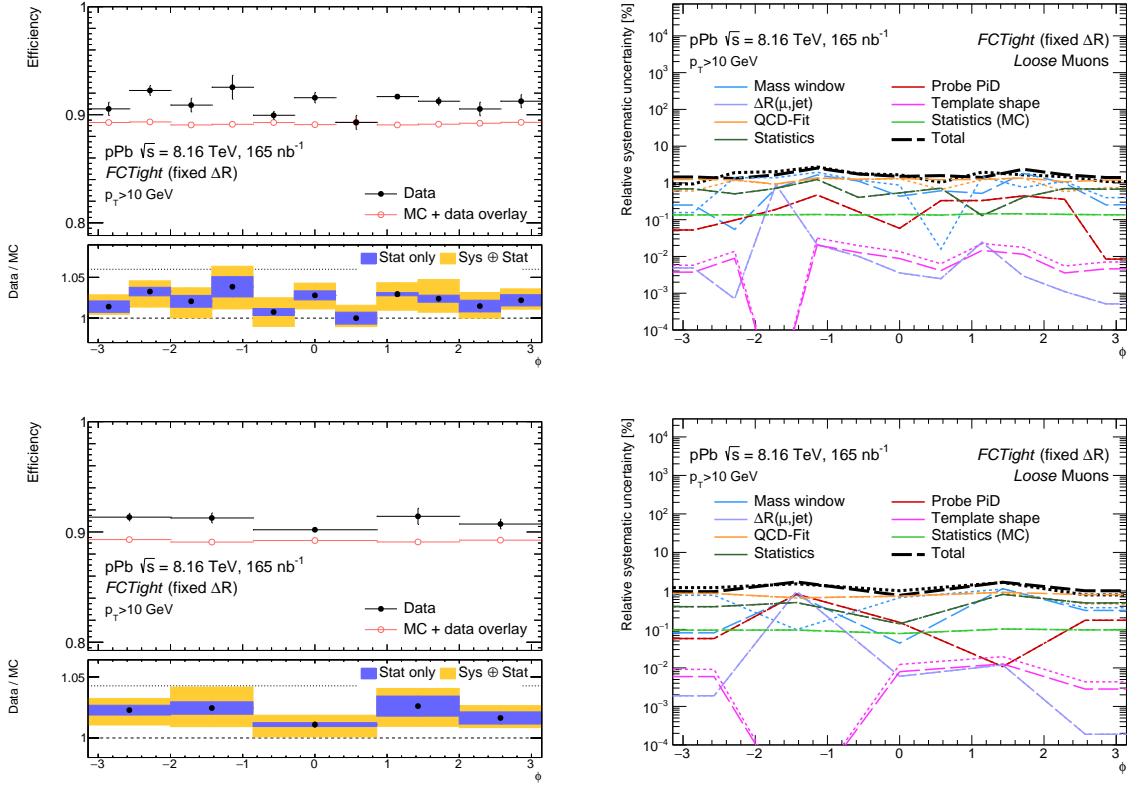 Efficiency
1
0.9
0.8
pPb √s = 8.16 TeV, 165 nb⁻¹
FCTight (fixed ΔR)
p_T>10 GeV
Data
MC + data overlay
Data / MC
1.05
1
Stat only
Sys ⊕ Stat
−3 −2 −1 0 1 2 3
ϕ
Relative systematic uncertainty [%]
10⁴
10³
10²
10
1
10⁻¹
10⁻²
10⁻³
10⁻⁴
pPb √s = 8.16 TeV, 165 nb⁻¹
FCTight (fixed ΔR)
p_T>10 GeV
Loose Muons
Mass window
Probe PiD
ΔR(μ,jet)
Template shape
QCD-Fit
Statistics (MC)
Statistics
Total
−3 −2 −1 0 1 2 3
ϕ
Efficiency
1
0.9
0.8
pPb √s = 8.16 TeV, 165 nb⁻¹
FCTight (fixed ΔR)
p_T>10 GeV
Data
MC + data overlay
Data / MC
1.05
1
Stat only
Sys ⊕ Stat
−3 −2 −1 0 1 2 3
ϕ
Relative systematic uncertainty [%]
10⁴
10³
10²
10
1
10⁻¹
10⁻²
10⁻³
10⁻⁴
pPb √s = 8.16 TeV, 165 nb⁻¹
FCTight (fixed ΔR)
p_T>10 GeV
Loose Muons
Mass window
Probe PiD
ΔR(μ,jet)
Template shape
QCD-Fit
Statistics (MC)
Statistics
Total
−3 −2 −1 0 1 2 3
ϕ